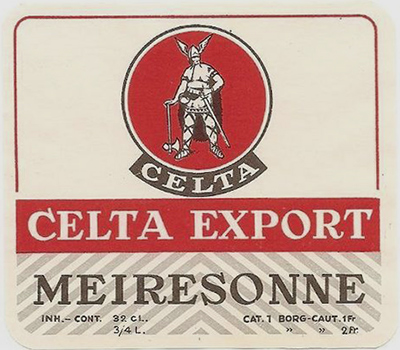 CELTA
CELTA EXPORT
MEIRESONNE
INH.– CONT. 32 CL. CAT. 1 BORG-CAUT. 1Fr
3/4 L. » » 2Fr